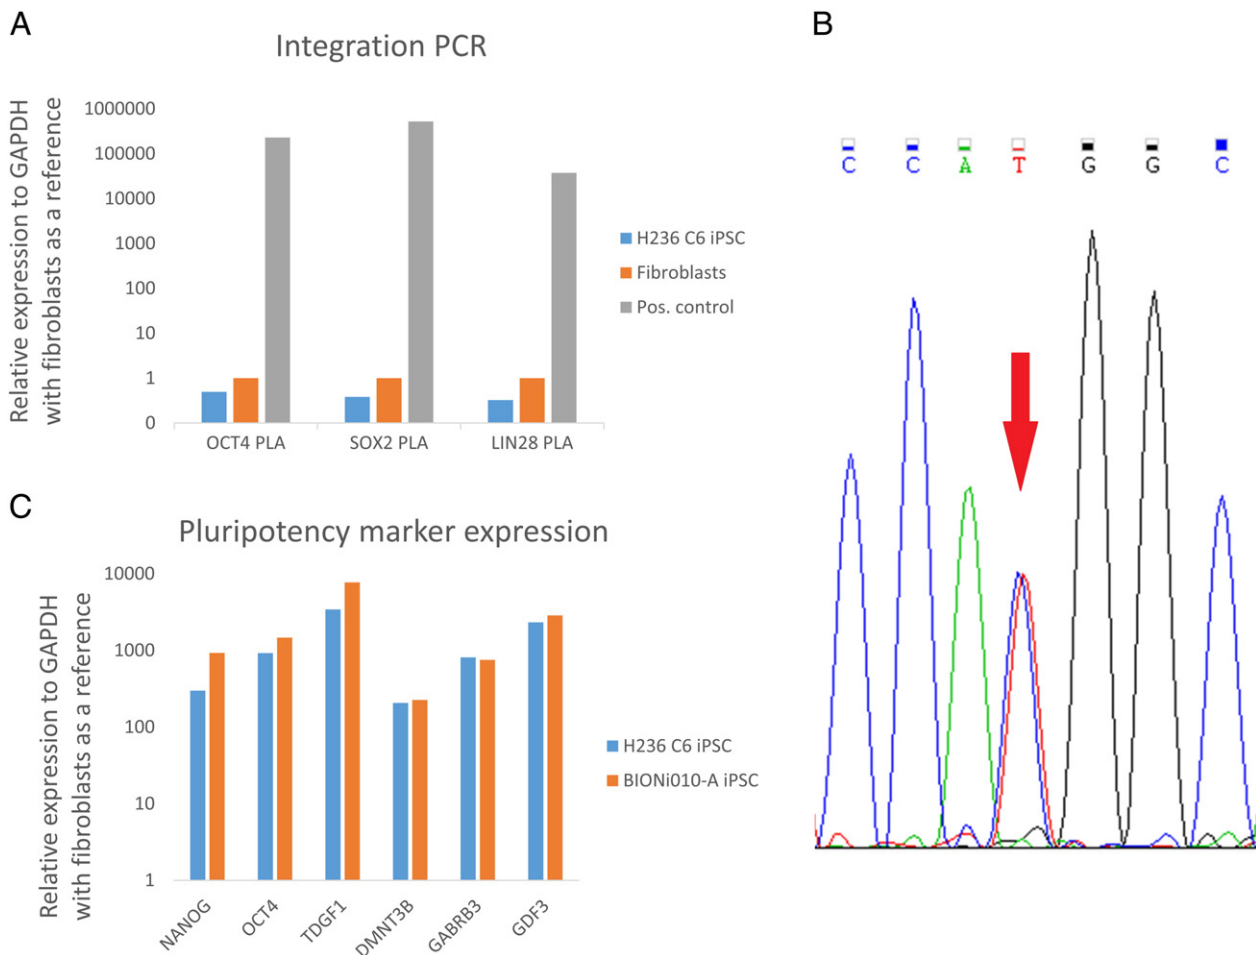 A
Integration PCR
Relative expression to GAPDH
with fibroblasts as a reference
1000000
100000
10000
1000
100
10
1
0
OCT4 PLA SOX2 PLA LIN28 PLA
H236 C6 iPSC
Fibroblasts
Pos. control
B
C C A T G G C
C
Pluripotency marker expression
Relative expression to GAPDH
with fibroblasts as a reference
10000
1000
100
10
1
NANOG OCT4 TDGF1 DMNT3B GABRB3 GDF3
H236 C6 iPSC
BIONi010-A iPSC